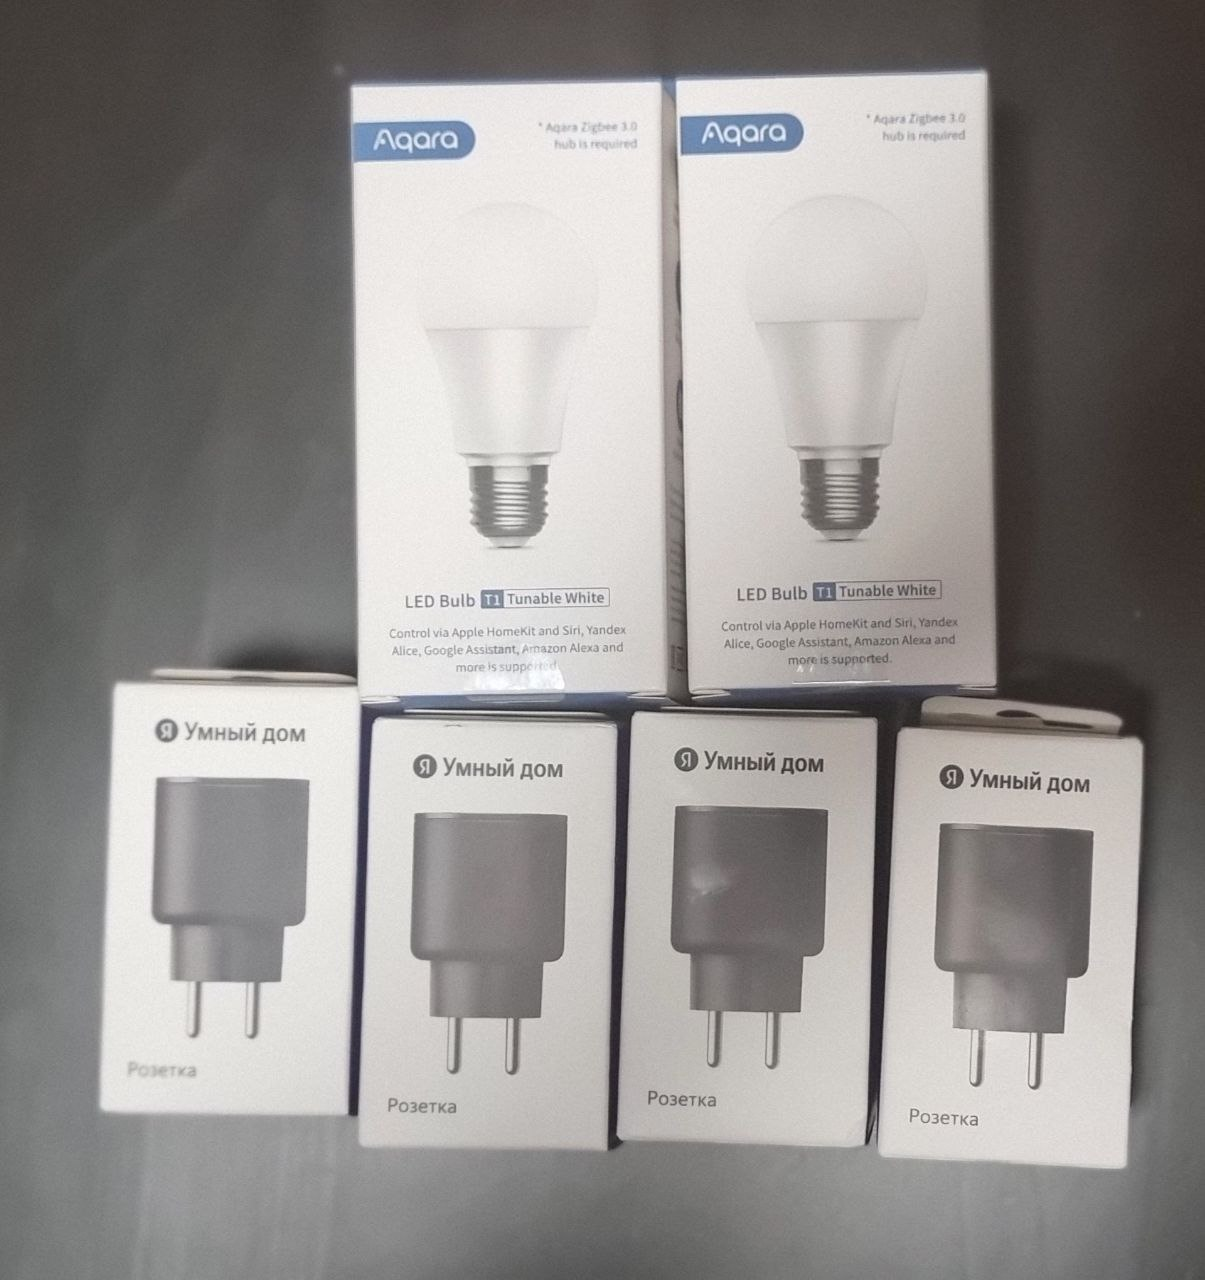 Aqara
* Aqara Zigbee 3.0
hub is required
LED Bulb T1 Tunable White
Control via Apple HomeKit and Siri, Yandex
Alice, Google Assistant, Amazon Alexa and
more is supported.
Aqara
* Aqara Zigbee 3.0
hub is required
LED Bulb T1 Tunable White
Control via Apple HomeKit and Siri, Yandex
Alice, Google Assistant, Amazon Alexa and
more is supported.
Я Умный дом
Розетка
Я Умный дом
Розетка
Я Умный дом
Розетка
Я Умный дом
Розетка